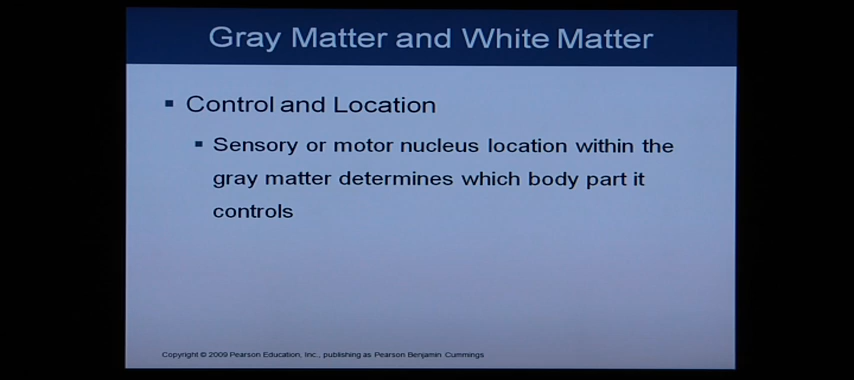 Gray Matter and White Matter
Control and Location
Sensory or motor nucleus location within the
gray matter determines which body part it
controls
Copyright © 2009 Pearson Education, Inc., publishing as Pearson Benjamin Cummings